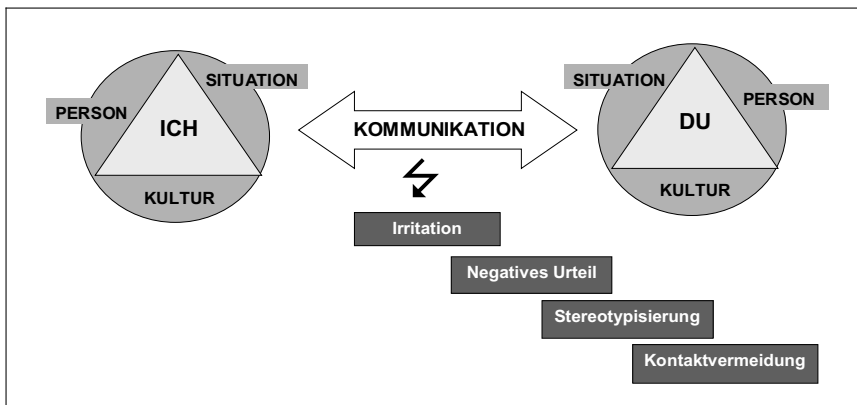 PERSON
SITUATION
ICH
KULTUR
KOMMUNIKATION
SITUATION
PERSON
DU
KULTUR
Irritation
Negatives Urteil
Stereotypisierung
Kontaktvermeidung